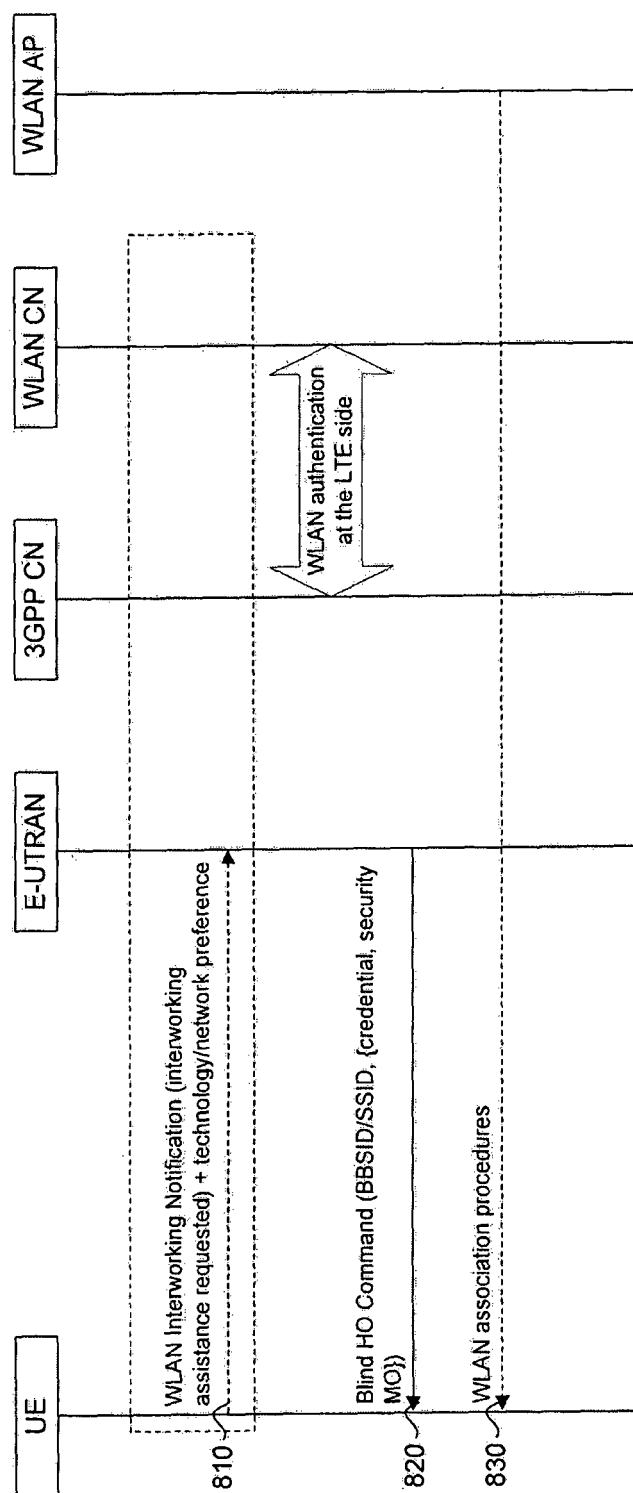 UE
E-UTRAN
3GPP CN
WLAN CN
WLAN AP
WLAN Interworking Notification (interworking
assistance requested) + technology/network preference
810
WLAN authentication
at the LTE side
Blind HO Command (BBSID/SSID, {credential, security
MO})
820
WLAN association procedures
830